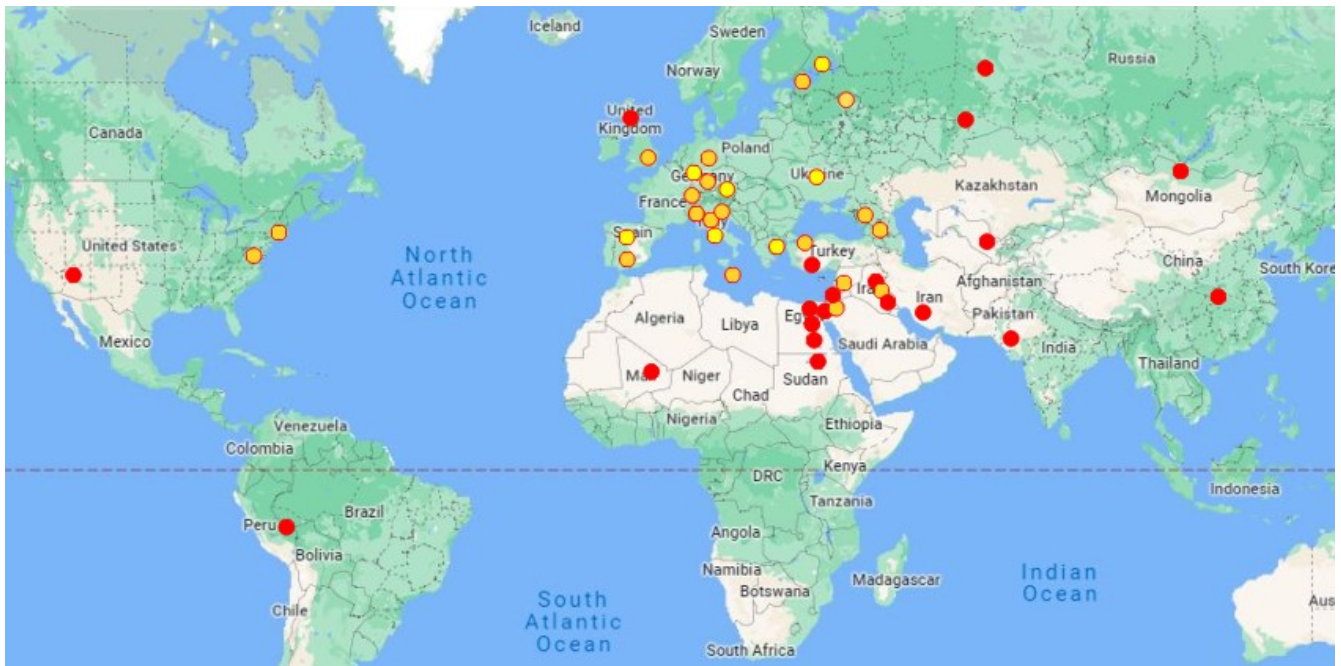 Iceland
Sweden
Norway
Russia
Canada
United
Kingdom
Poland
Germany
Ukraine
Kazakhstan
Mongolia
France
Italy
United States
Spain
Turkey
North
Atlantic
Ocean
Afghanistan
China
South Kore
Iraq
Iran
Pakistan
Algeria
Libya
Egypt
Saudi Arabia
India
Mexico
Thailand
Mali
Niger
Sudan
Chad
Ethiopia
Nigeria
Venezuela
Colombia
Kenya
DRC
Indonesia
Tanzania
Brazil
Peru
Angola
Bolivia
Namibia
Botswana
Madagascar
Indian
Ocean
South
Atlantic
Ocean
Chile
Aus
South Africa